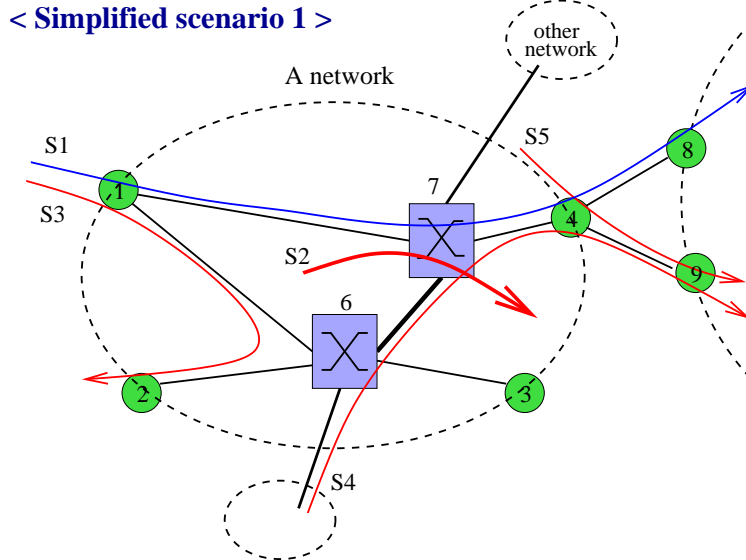 < Simplified scenario 1 >
other
network
A network
S1
S5
8
7
1
S3
4
S2
9
6
2
3
S4